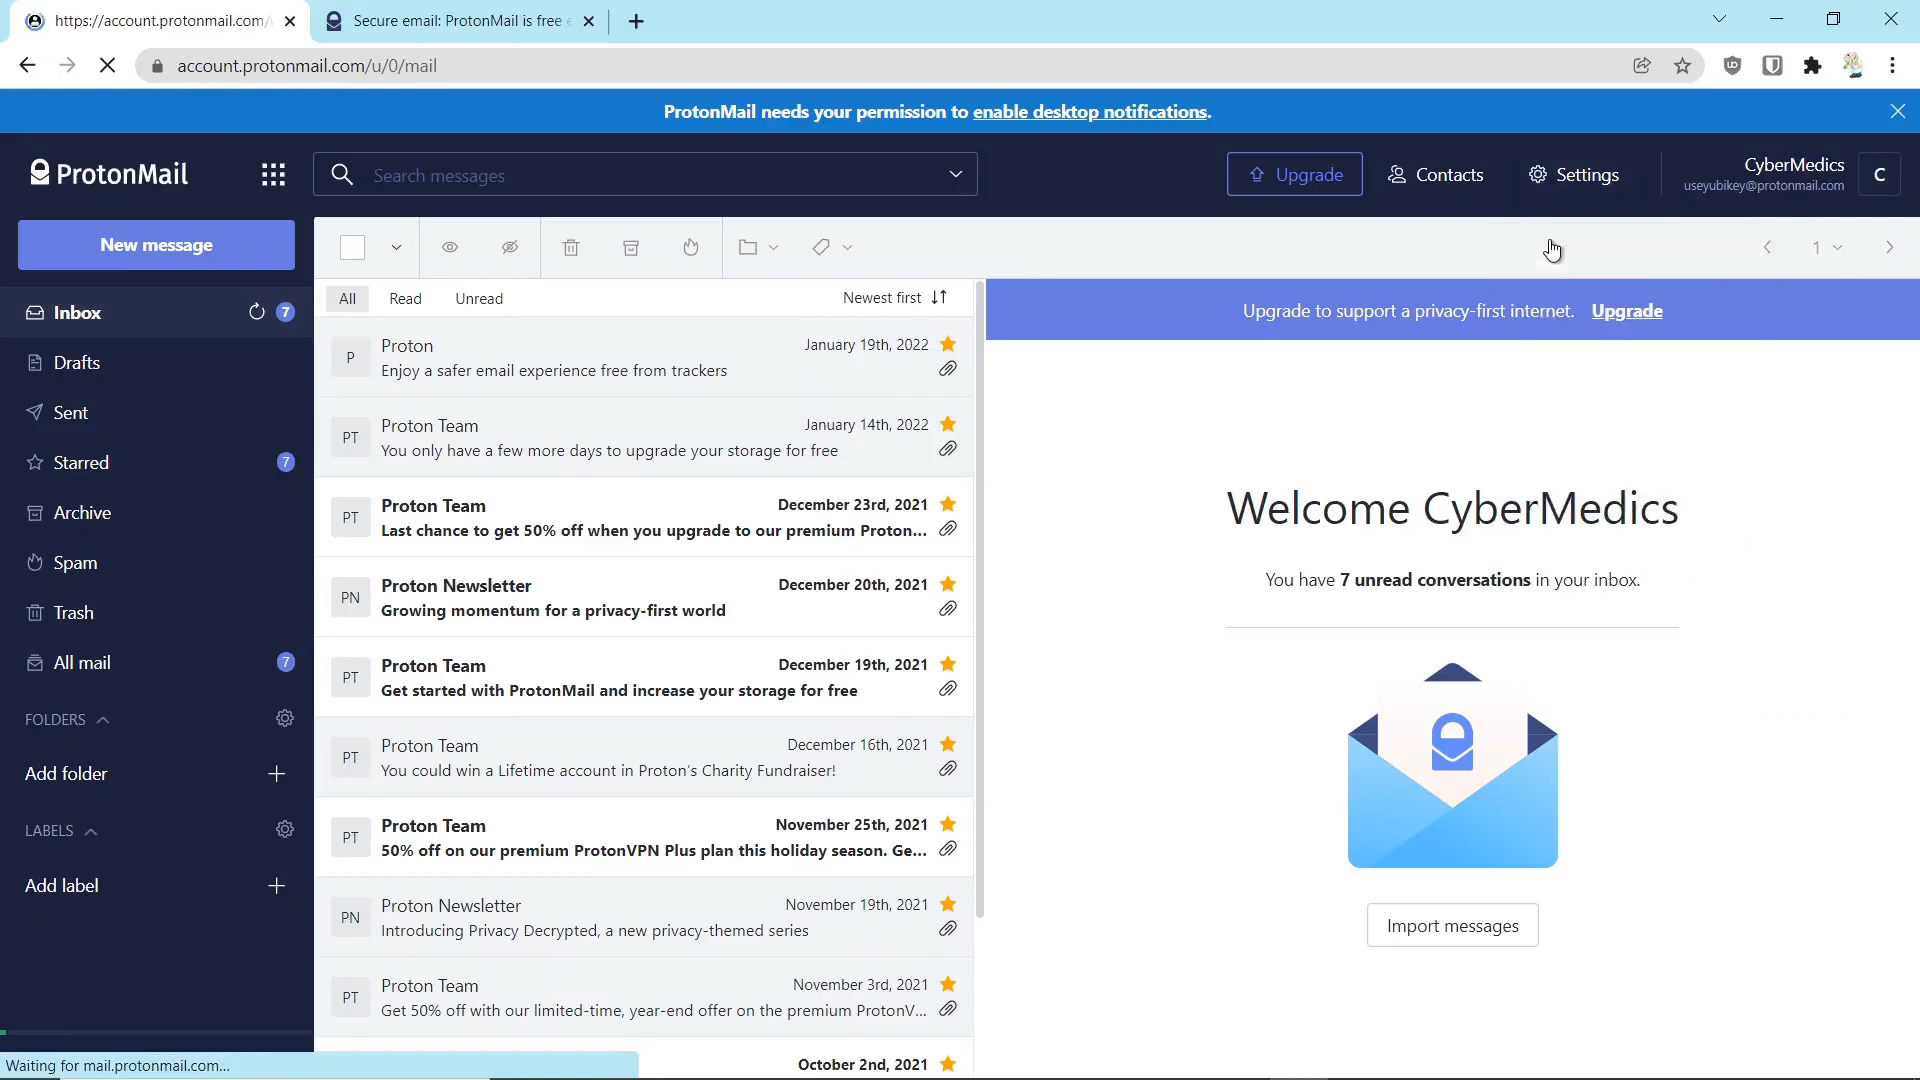 https://account.protonmail.com/
Secure email: ProtonMail is free e
account.protonmail.com/u/0/mail
ProtonMail needs your permission to enable desktop notifications.
ProtonMail
Search messages
Upgrade
Contacts
Settings
CyberMedics
useyubikey@protonmail.com
C
New message
1
Inbox
7
Drafts
Sent
Starred
7
Archive
Spam
Trash
All mail
7
FOLDERS
Add folder
LABELS
Add label
All
Read
Unread
Newest first
P
Proton
January 19th, 2022
Enjoy a safer email experience free from trackers
PT
Proton Team
January 14th, 2022
You only have a few more days to upgrade your storage for free
PT
Proton Team
December 23rd, 2021
Last chance to get 50% off when you upgrade to our premium Proton...
PN
Proton Newsletter
December 20th, 2021
Growing momentum for a privacy-first world
PT
Proton Team
December 19th, 2021
Get started with ProtonMail and increase your storage for free
PT
Proton Team
December 16th, 2021
You could win a Lifetime account in Proton's Charity Fundraiser!
PT
Proton Team
November 25th, 2021
50% off on our premium ProtonVPN Plus plan this holiday season. Ge...
PN
Proton Newsletter
November 19th, 2021
Introducing Privacy Decrypted, a new privacy-themed series
PT
Proton Team
November 3rd, 2021
Get 50% off with our limited-time, year-end offer on the premium ProtonV...
October 2nd, 2021
Upgrade to support a privacy-first internet. Upgrade
Welcome CyberMedics
You have 7 unread conversations in your inbox.
Import messages
Waiting for mail.protonmail.com...